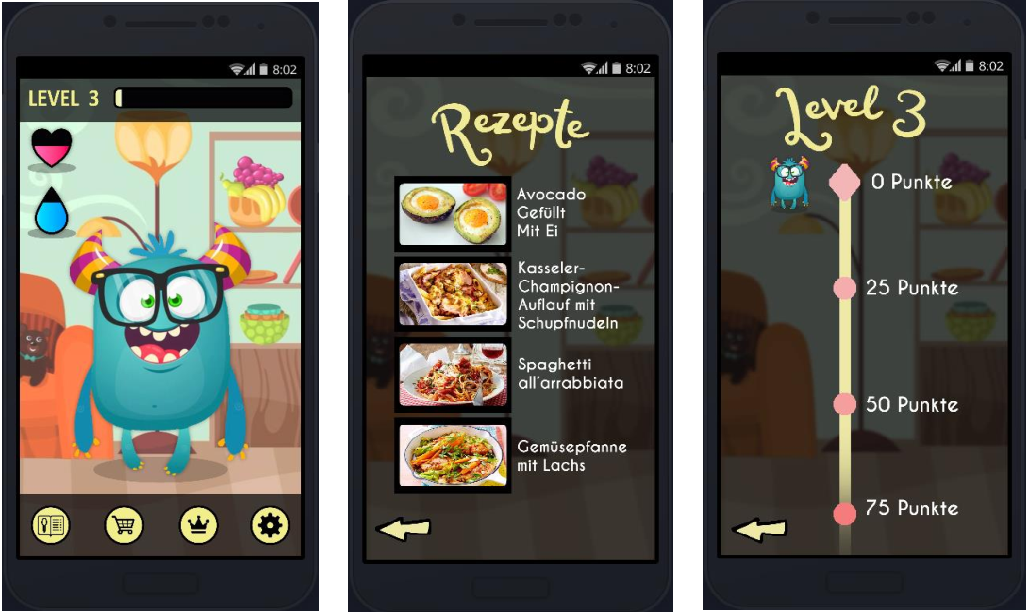 8:02
LEVEL 3
8:02
Rezepte
Avocado
Gefüllt
Mit Ei
Kasseler-
Champignon-
Auflauf mit
Schupfnudeln
Spaghetti
all'arrabbiata
Gemüsepfanne
mit Lachs
8:02
Level 3
0 Punkte
25 Punkte
50 Punkte
75 Punkte